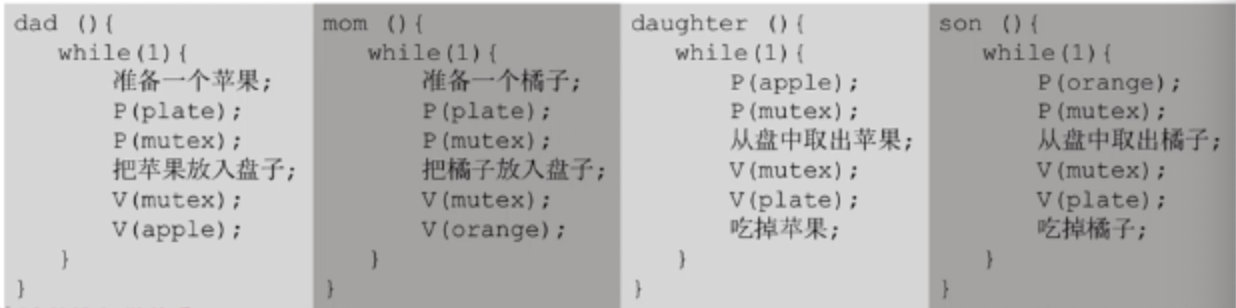 dad (){
while(1){
准备一个苹果;
P(plate);
P(mutex);
把苹果放入盘子;
V(mutex);
V(apple);
}
}
mom (){
while(1){
准备一个橘子;
P(plate);
P(mutex);
把橘子放入盘子;
V(mutex);
V(orange);
}
}
daughter (){
while(1){
P(apple);
P(mutex);
从盘中取出苹果;
V(mutex);
V(plate);
吃掉苹果;
}
}
son (){
while(1){
P(orange);
P(mutex);
从盘中取出橘子;
V(mutex);
V(plate);
吃掉橘子;
}
}